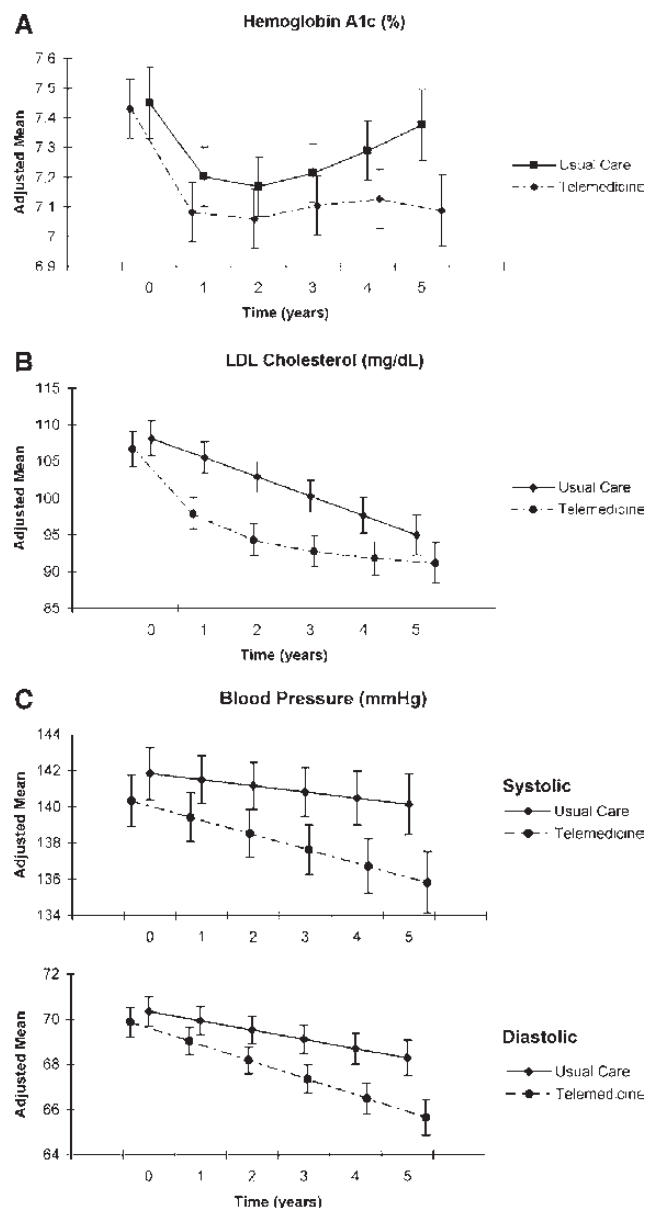 A
Hemoglobin A1c (%)
7.6
7.5
7.4
7.3
7.2
7.1
7
6.9
Adjusted Mean
0 1 2 3 4 5
Time (years)
Usual Care
Telemedicine
B
LDL Cholesterol (mg/dL)
115
110
105
100
95
90
85
Adjusted Mean
0 1 2 3 4 5
Time (years)
Usual Care
Telemedicine
C
Blood Pressure (mmHg)
144
142
140
138
136
134
Adjusted Mean
0 1 2 3 4 5
Systolic
Usual Care
Telemedicine
72
70
68
66
64
Adjusted Mean
0 1 2 3 4 5
Time (years)
Diastolic
Usual Care
Telemedicine